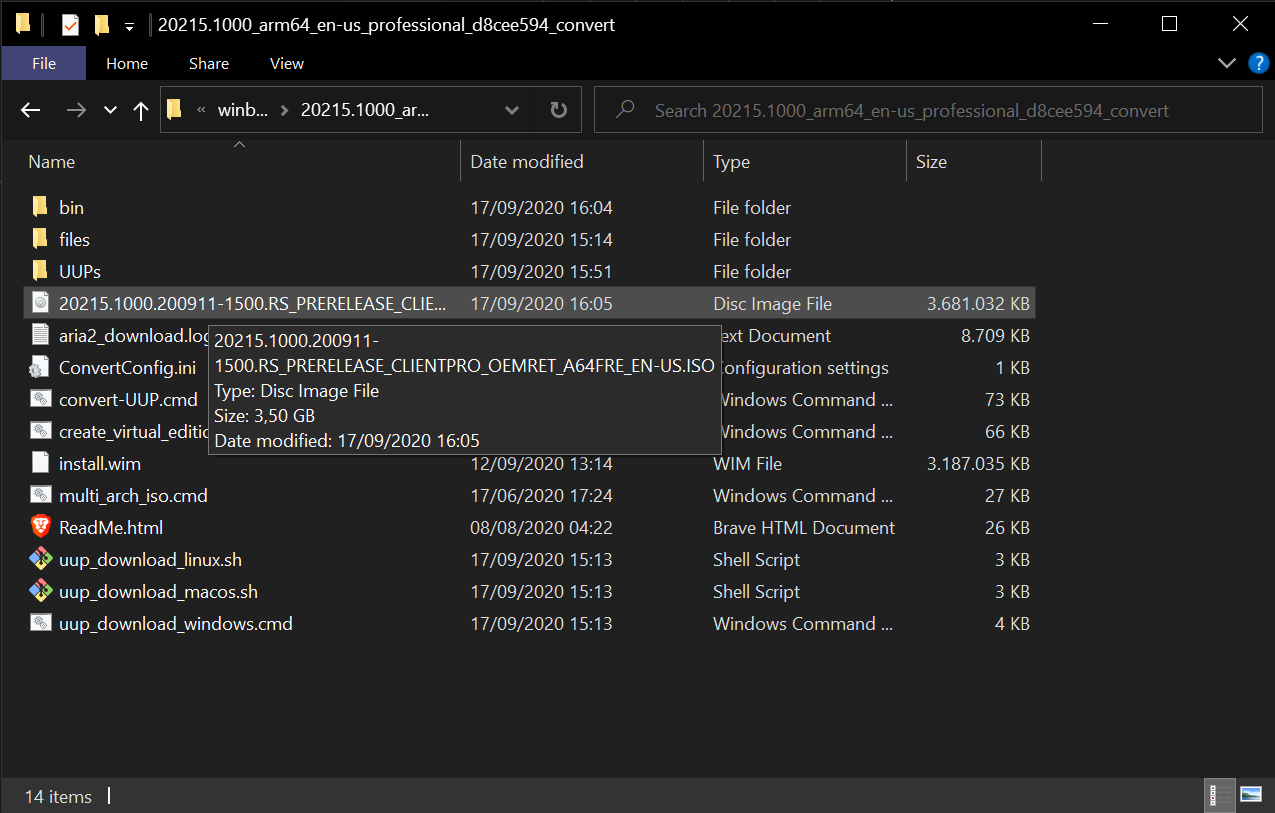 20215.1000_arm64_en-us_professional_d8cee594_convert
File Home Share View
?
« winb... 20215.1000_ar... Search 20215.1000_arm64_en-us_professional_d8cee594_convert
Name Date modified Type Size
bin 17/09/2020 16:04 File folder
files 17/09/2020 15:14 File folder
UUPs 17/09/2020 15:51 File folder
20215.1000.200911-1500.RS_PRERELEASE_CLIE... 17/09/2020 16:05 Disc Image File 3.681.032 KB
aria2_download.log ext Document 8.709 KB
20215.1000.200911-
1500.RS_PRERELEASE_CLIENTPRO_OEMRET_A64FRE_EN-US.ISO
Type: Disc Image File
Size: 3,50 GB
Date modified: 17/09/2020 16:05
ConvertConfig.ini onfiguration settings 1 KB
convert-UUP.cmd Windows Command ... 73 KB
create_virtual_editio Windows Command ... 66 KB
install.wim 12/09/2020 13:14 WIM File 3.187.035 KB
multi_arch_iso.cmd 17/06/2020 17:24 Windows Command ... 27 KB
ReadMe.html 08/08/2020 04:22 Brave HTML Document 26 KB
uup_download_linux.sh 17/09/2020 15:13 Shell Script 3 KB
uup_download_macos.sh 17/09/2020 15:13 Shell Script 3 KB
uup_download_windows.cmd 17/09/2020 15:13 Windows Command ... 4 KB
14 items